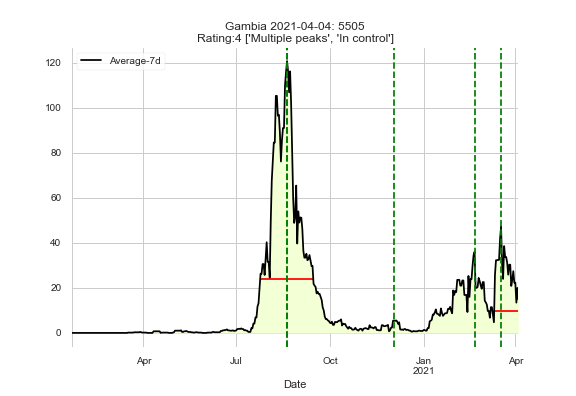 Gambia 2021-04-04: 5505
Rating:4 ['Multiple peaks', 'In control']
Average-7d
120
100
80
60
40
20
0
Apr Jul Oct Jan Apr
2021
Date